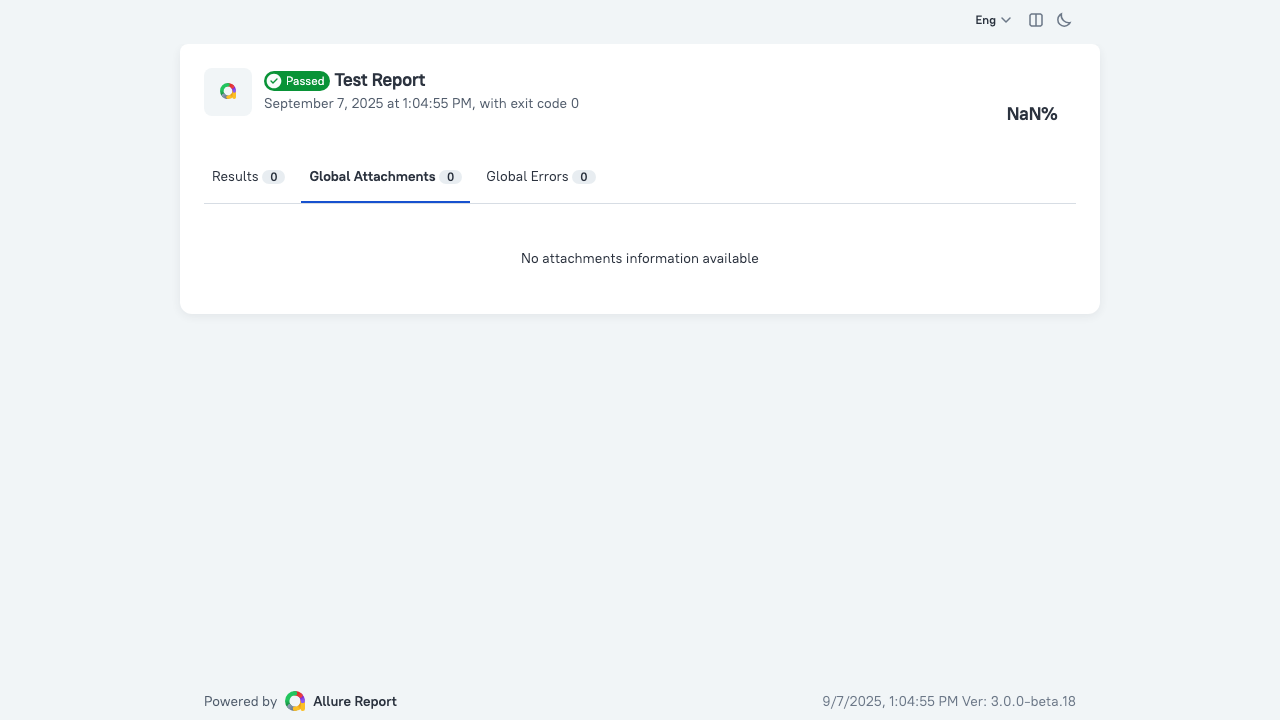 Eng
Passed Test Report
September 7, 2025 at 1:04:55 PM, with exit code 0
NaN%
Results 0 Global Attachments 0 Global Errors 0
No attachments information available
Powered by Allure Report
9/7/2025, 1:04:55 PM Ver: 3.0.0-beta.18